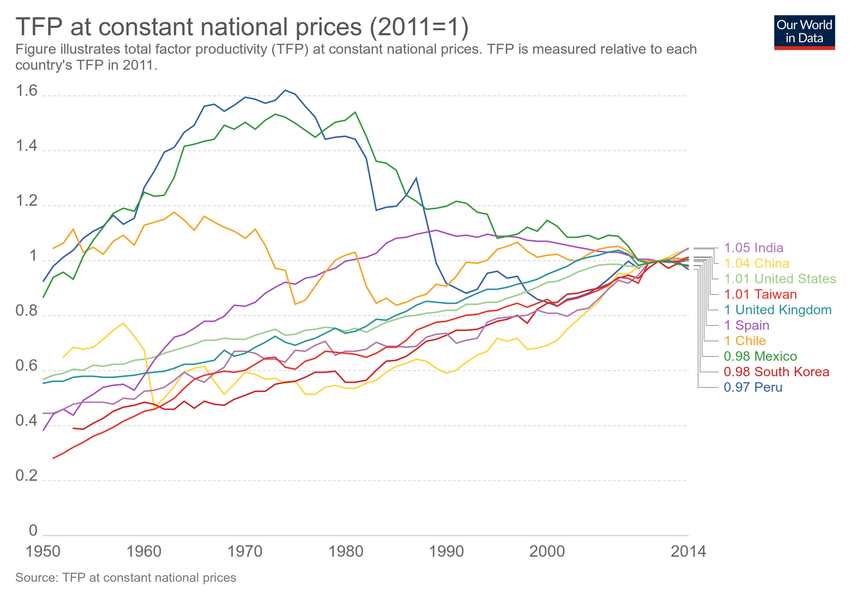 TFP at constant national prices (2011=1)
Our World
in Data
Figure illustrates total factor productivity (TFP) at constant national prices. TFP is measured relative to each
country's TFP in 2011.
1.6
1.4
1.2
1
0.8
0.6
0.4
0.2
0
1.05 India
1.04 China
1.01 United States
1.01 Taiwan
1 United Kingdom
1 Spain
1 Chile
0.98 Mexico
0.98 South Korea
0.97 Peru
1950 1960 1970 1980 1990 2000 2014
Source: TFP at constant national prices